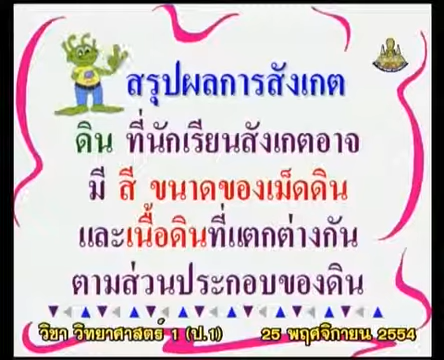 สรุปผลการสังเกต
ดิน ที่นักเรียนสังเกตอาจ
มี สี ขนาดของเม็ดดิน
และเนื้อดินที่แตกต่างกัน
ตามส่วนประกอบของดิน
วิชา วิทยาศาสตร์ 1 (ป.1) 25 พฤศจิกายน 2554